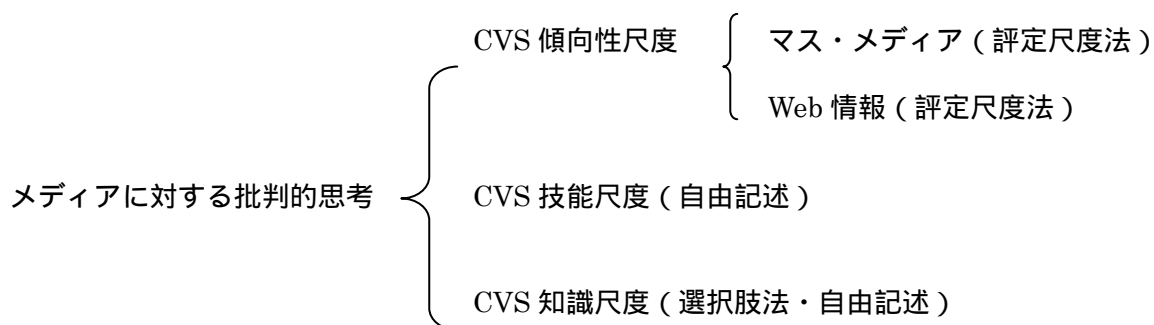 CVS 傾向性尺度
マス・メディア（評定尺度法）
Web 情報（評定尺度法）
メディアに対する批判的思考
CVS 技能尺度（自由記述）
CVS 知識尺度（選択肢法・自由記述）